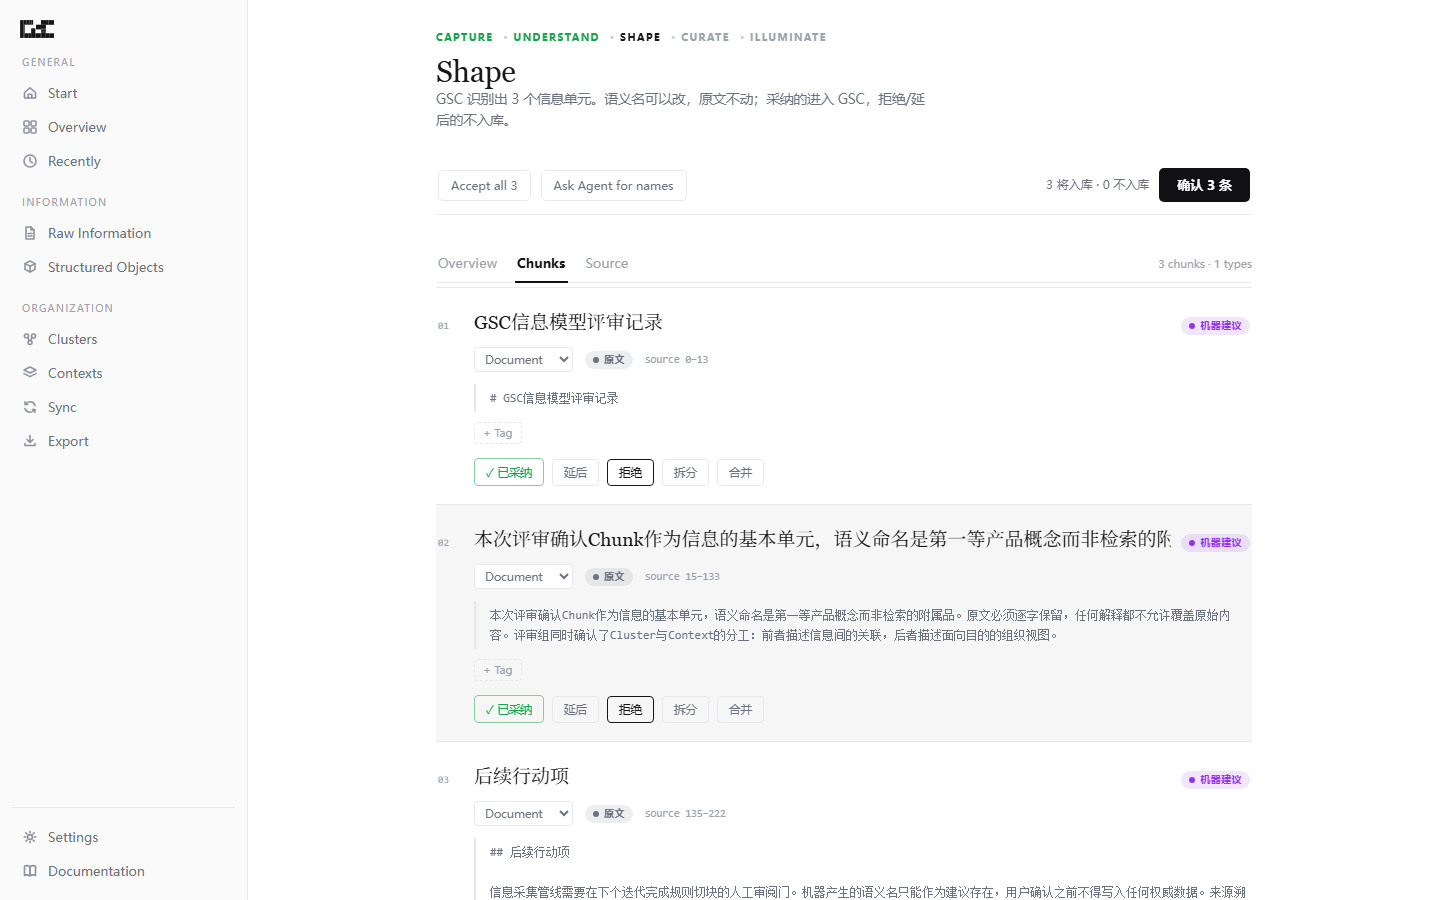 GSC
GENERAL
Start
Overview
Recently
INFORMATION
Raw Information
Structured Objects
ORGANIZATION
Clusters
Contexts
Sync
Export
Settings
Documentation
CAPTURE • UNDERSTAND • SHAPE • CURATE • ILLUMINATE
Shape
GSC 识别出 3 个信息单元。语义名可以改，原文不动；采纳的进入 GSC，拒绝/延
后的不入库。
Accept all 3
Ask Agent for names
3 将入库 · 0 不入库
确认 3 条
Overview
Chunks
Source
3 chunks · 1 types
01
GSC信息模型评审记录
机器建议
Document
原文
source 0–13
# GSC信息模型评审记录
+ Tag
✓ 已采纳
延后
拒绝
拆分
合并
02
本次评审确认Chunk作为信息的基本单元，语义命名是第一等产品概念而非检索的附
机器建议
Document
原文
source 15–133
本次评审确认Chunk作为信息的基本单元，语义命名是第一等产品概念而非检索的附属品。原文必须逐字保留，任何解释都不允许覆盖原始内
容。评审组同时确认了Cluster与Context的分工：前者描述信息间的关联，后者描述面向目的的组织视图。
+ Tag
✓ 已采纳
延后
拒绝
拆分
合并
03
后续行动项
机器建议
Document
原文
source 135–222
## 后续行动项
信息采集管线需要在下个迭代完成规则切块的人工审阅门。机器产生的语义名只能作为建议存在，用户确认之前不得写入任何权威数据。来源溯